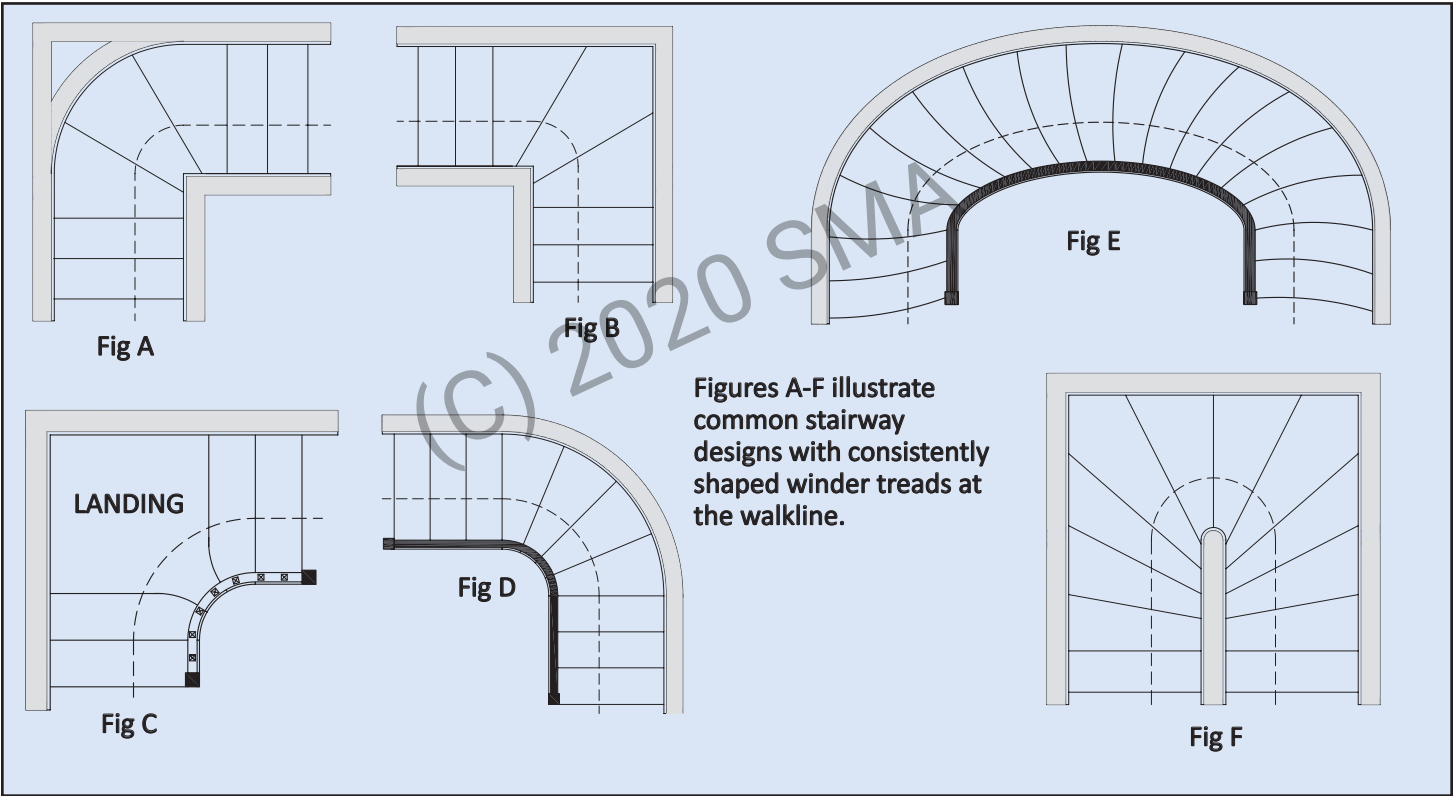 Fig A
Fig B
Fig E
(C) 2020 SMA
Figures A-F illustrate
common stairway
designs with consistently
shaped winder treads at
the walkline.
LANDING
Fig C
Fig D
Fig F